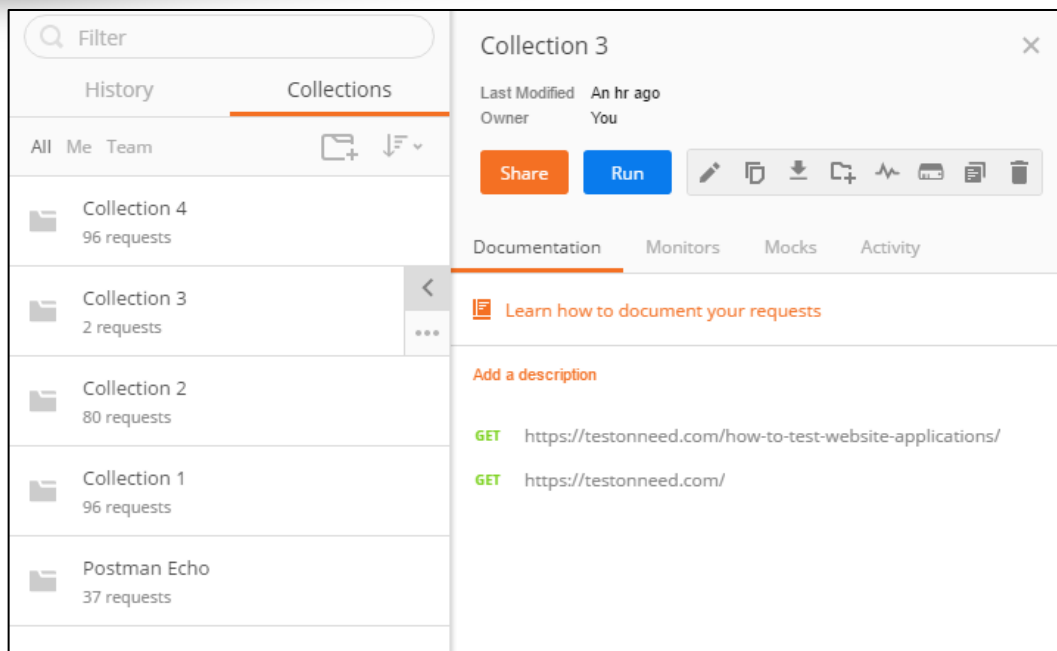 Filter
History Collections
All Me Team
Collection 4
96 requests
Collection 3
2 requests
Collection 2
80 requests
Collection 1
96 requests
Postman Echo
37 requests
Collection 3
Last Modified An hr ago
Owner You
Share Run
Documentation Monitors Mocks Activity
Learn how to document your requests
Add a description
GET https://testonneed.com/how-to-test-website-applications/
GET https://testonneed.com/